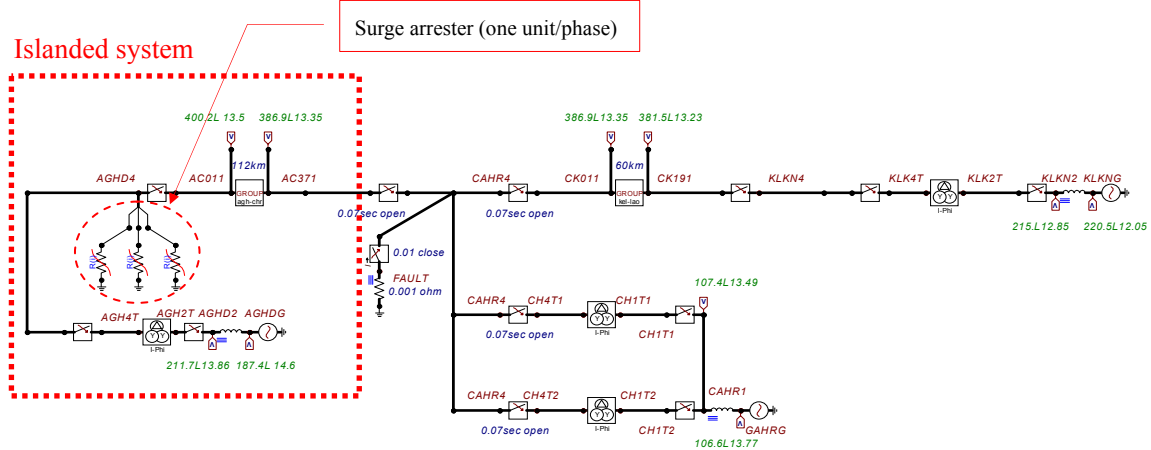 Surge arrester (one unit/phase)
Islanded system
400.2L 13.5
386.9L13.35
386.9L13.35
381.5L13.23
V
V
V
V
AGHD4
AC011
112km
AC371
CAHR4
CK011
60km
CK191
KLKN4
KLK4T
KLK2T
KLKN2
KLKNG
GROUP
agh-chr
GROUP
kel-lao
I-Phi
0.07sec open
0.07sec open
215.L12.85
220.5L12.05
R(i)
R(i)
R(i)
0.01 close
FAULT
0.001 ohm
107.4L13.49
V
CAHR4
CH4T1
CH1T1
AGH4T
AGH2T
AGHD2
AGHDG
0.07sec open
I-Phi
CH1T1
I-Phi
211.7L13.86
187.4L 14.6
CAHR4
CH4T2
CH1T2
CAHR1
0.07sec open
I-Phi
CH1T2
GAHRG
106.6L13.77